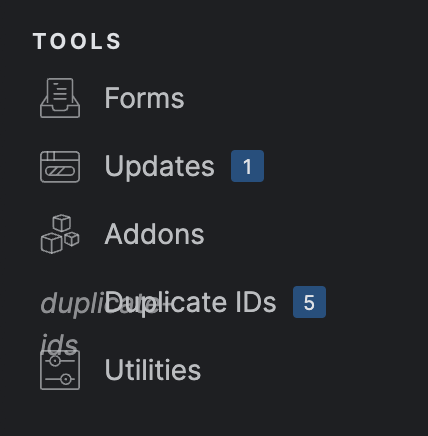 TOOLS
Forms
Updates 1
Addons
duplicate-
Duplicate IDs 5
ids
Utilities